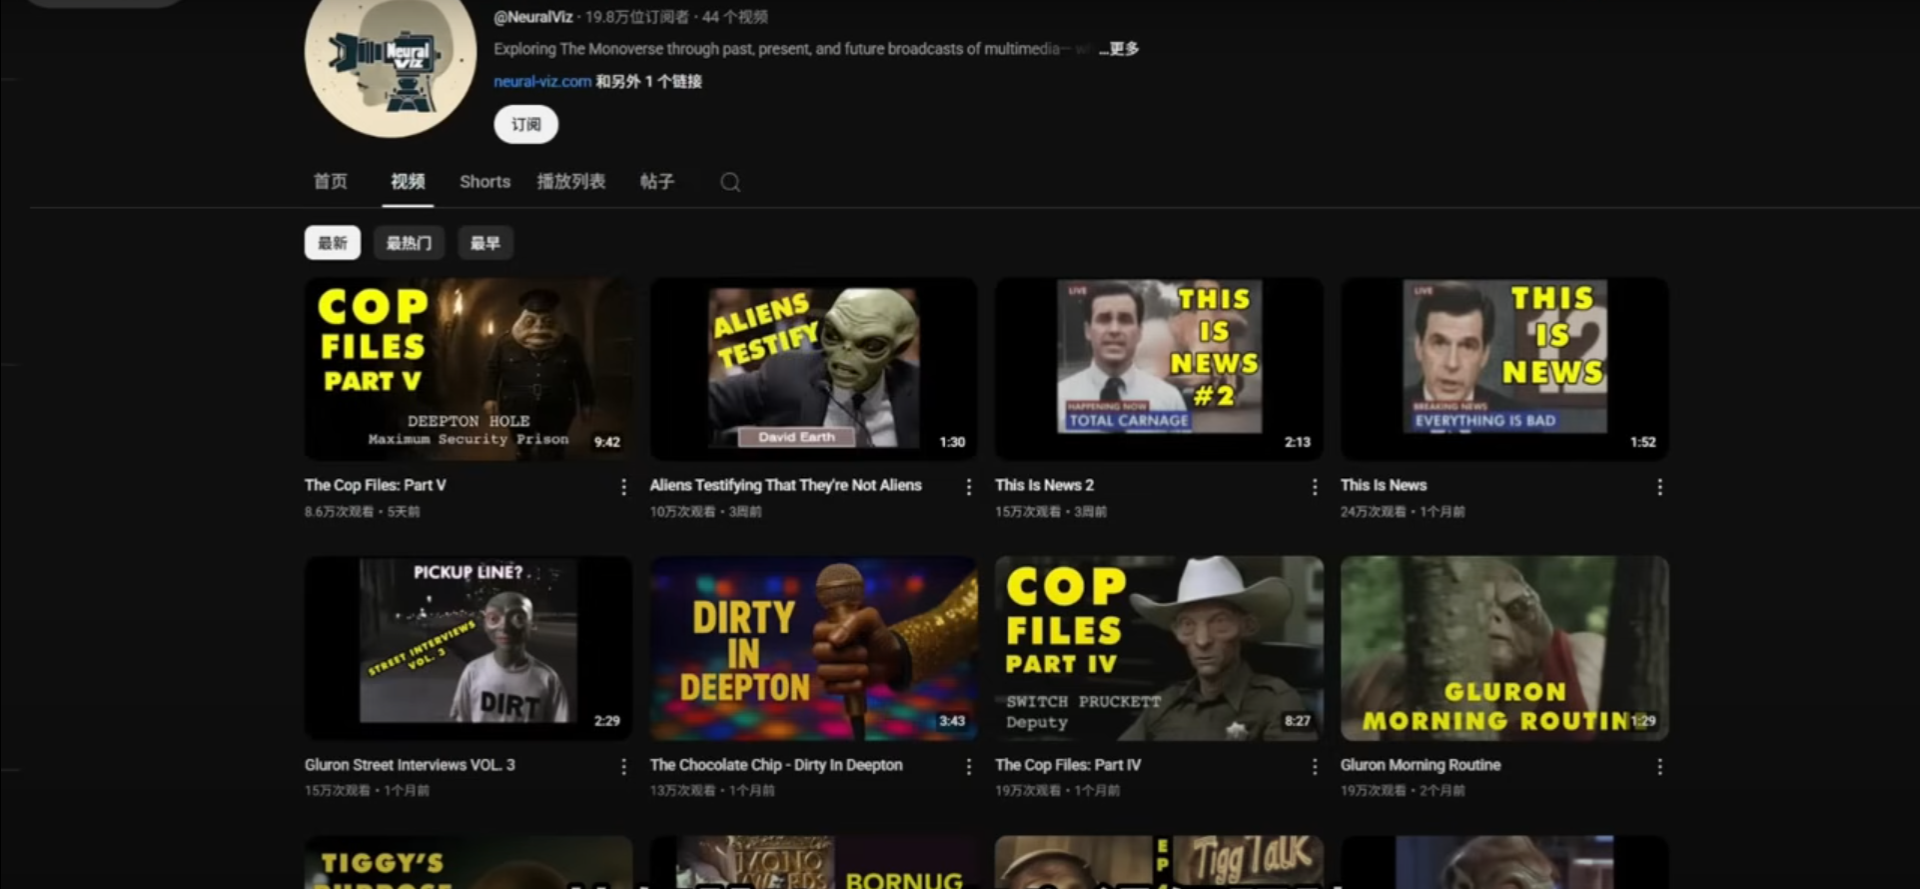 @NeuralViz · 19.8万位订阅者 · 44 个视频
Exploring The Monoverse through past, present, and future broadcasts of multimedia— ...更多
neural-viz.com 和另外 1 个链接
Neural
Viz
订阅
首页 视频 Shorts 播放列表 帖子
最新 最热门 最早
COP
FILES
PART V
DEEPTON HOLE
Maximum Security Prison
9:42
ALIENS
TESTIFY
David Earth
1:30
LIVE
THIS
IS
NEWS
#2
HAPPENING NOW
TOTAL CARNAGE
2:13
LIVE
THIS
IS
NEWS
12
BREAKING NEWS
EVERYTHING IS BAD
1:52
The Cop Files: Part V
8.6万次观看 · 5天前
Aliens Testifying That They're Not Aliens
10万次观看 · 3周前
This Is News 2
15万次观看 · 3周前
This Is News
24万次观看 · 1个月前
PICKUP LINE?
STREET INTERVIEWS
VOL. 3
DIRT
2:29
DIRTY
IN
DEEPTON
3:43
COP
FILES
PART IV
SWITCH PRUCKETT
Deputy
8:27
GLURON
MORNING ROUTIN
1:29
Gluron Street Interviews VOL. 3
15万次观看 · 1个月前
The Chocolate Chip - Dirty In Deepton
13万次观看 · 1个月前
The Cop Files: Part IV
19万次观看 · 1个月前
Gluron Morning Routine
19万次观看 · 2个月前
TIGGY'S
PURPOSE
MONO
AWARDS
BORNUG
EP
Tigg Talk